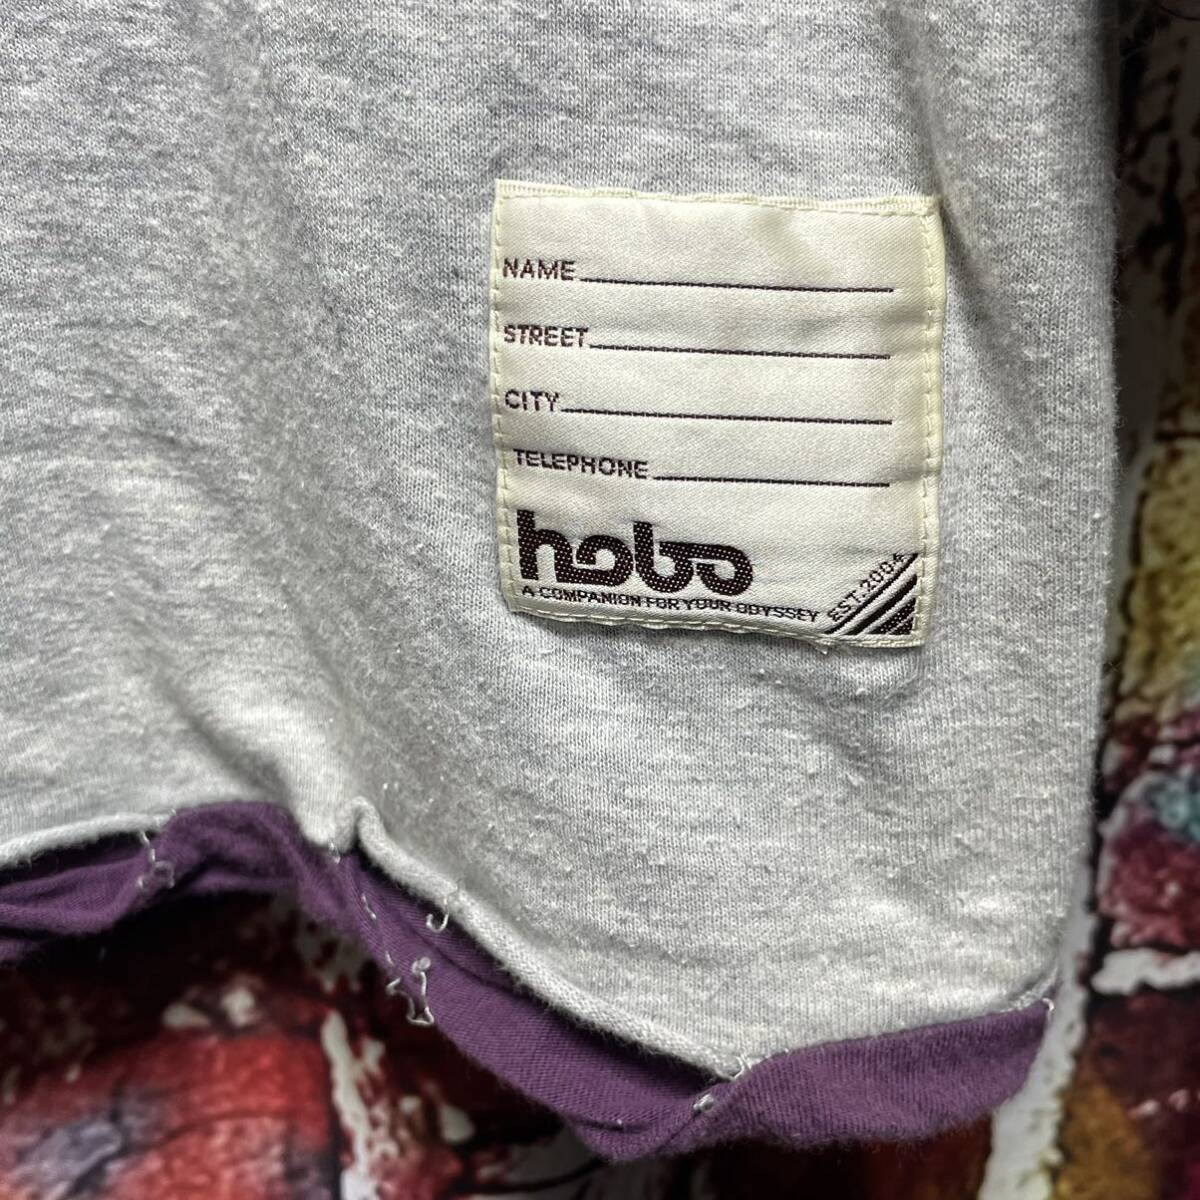 NAME
STREET
CITY
TELEPHONE
hobo
A COMPANION FOR YOUR ODYSSEY
EST.2004